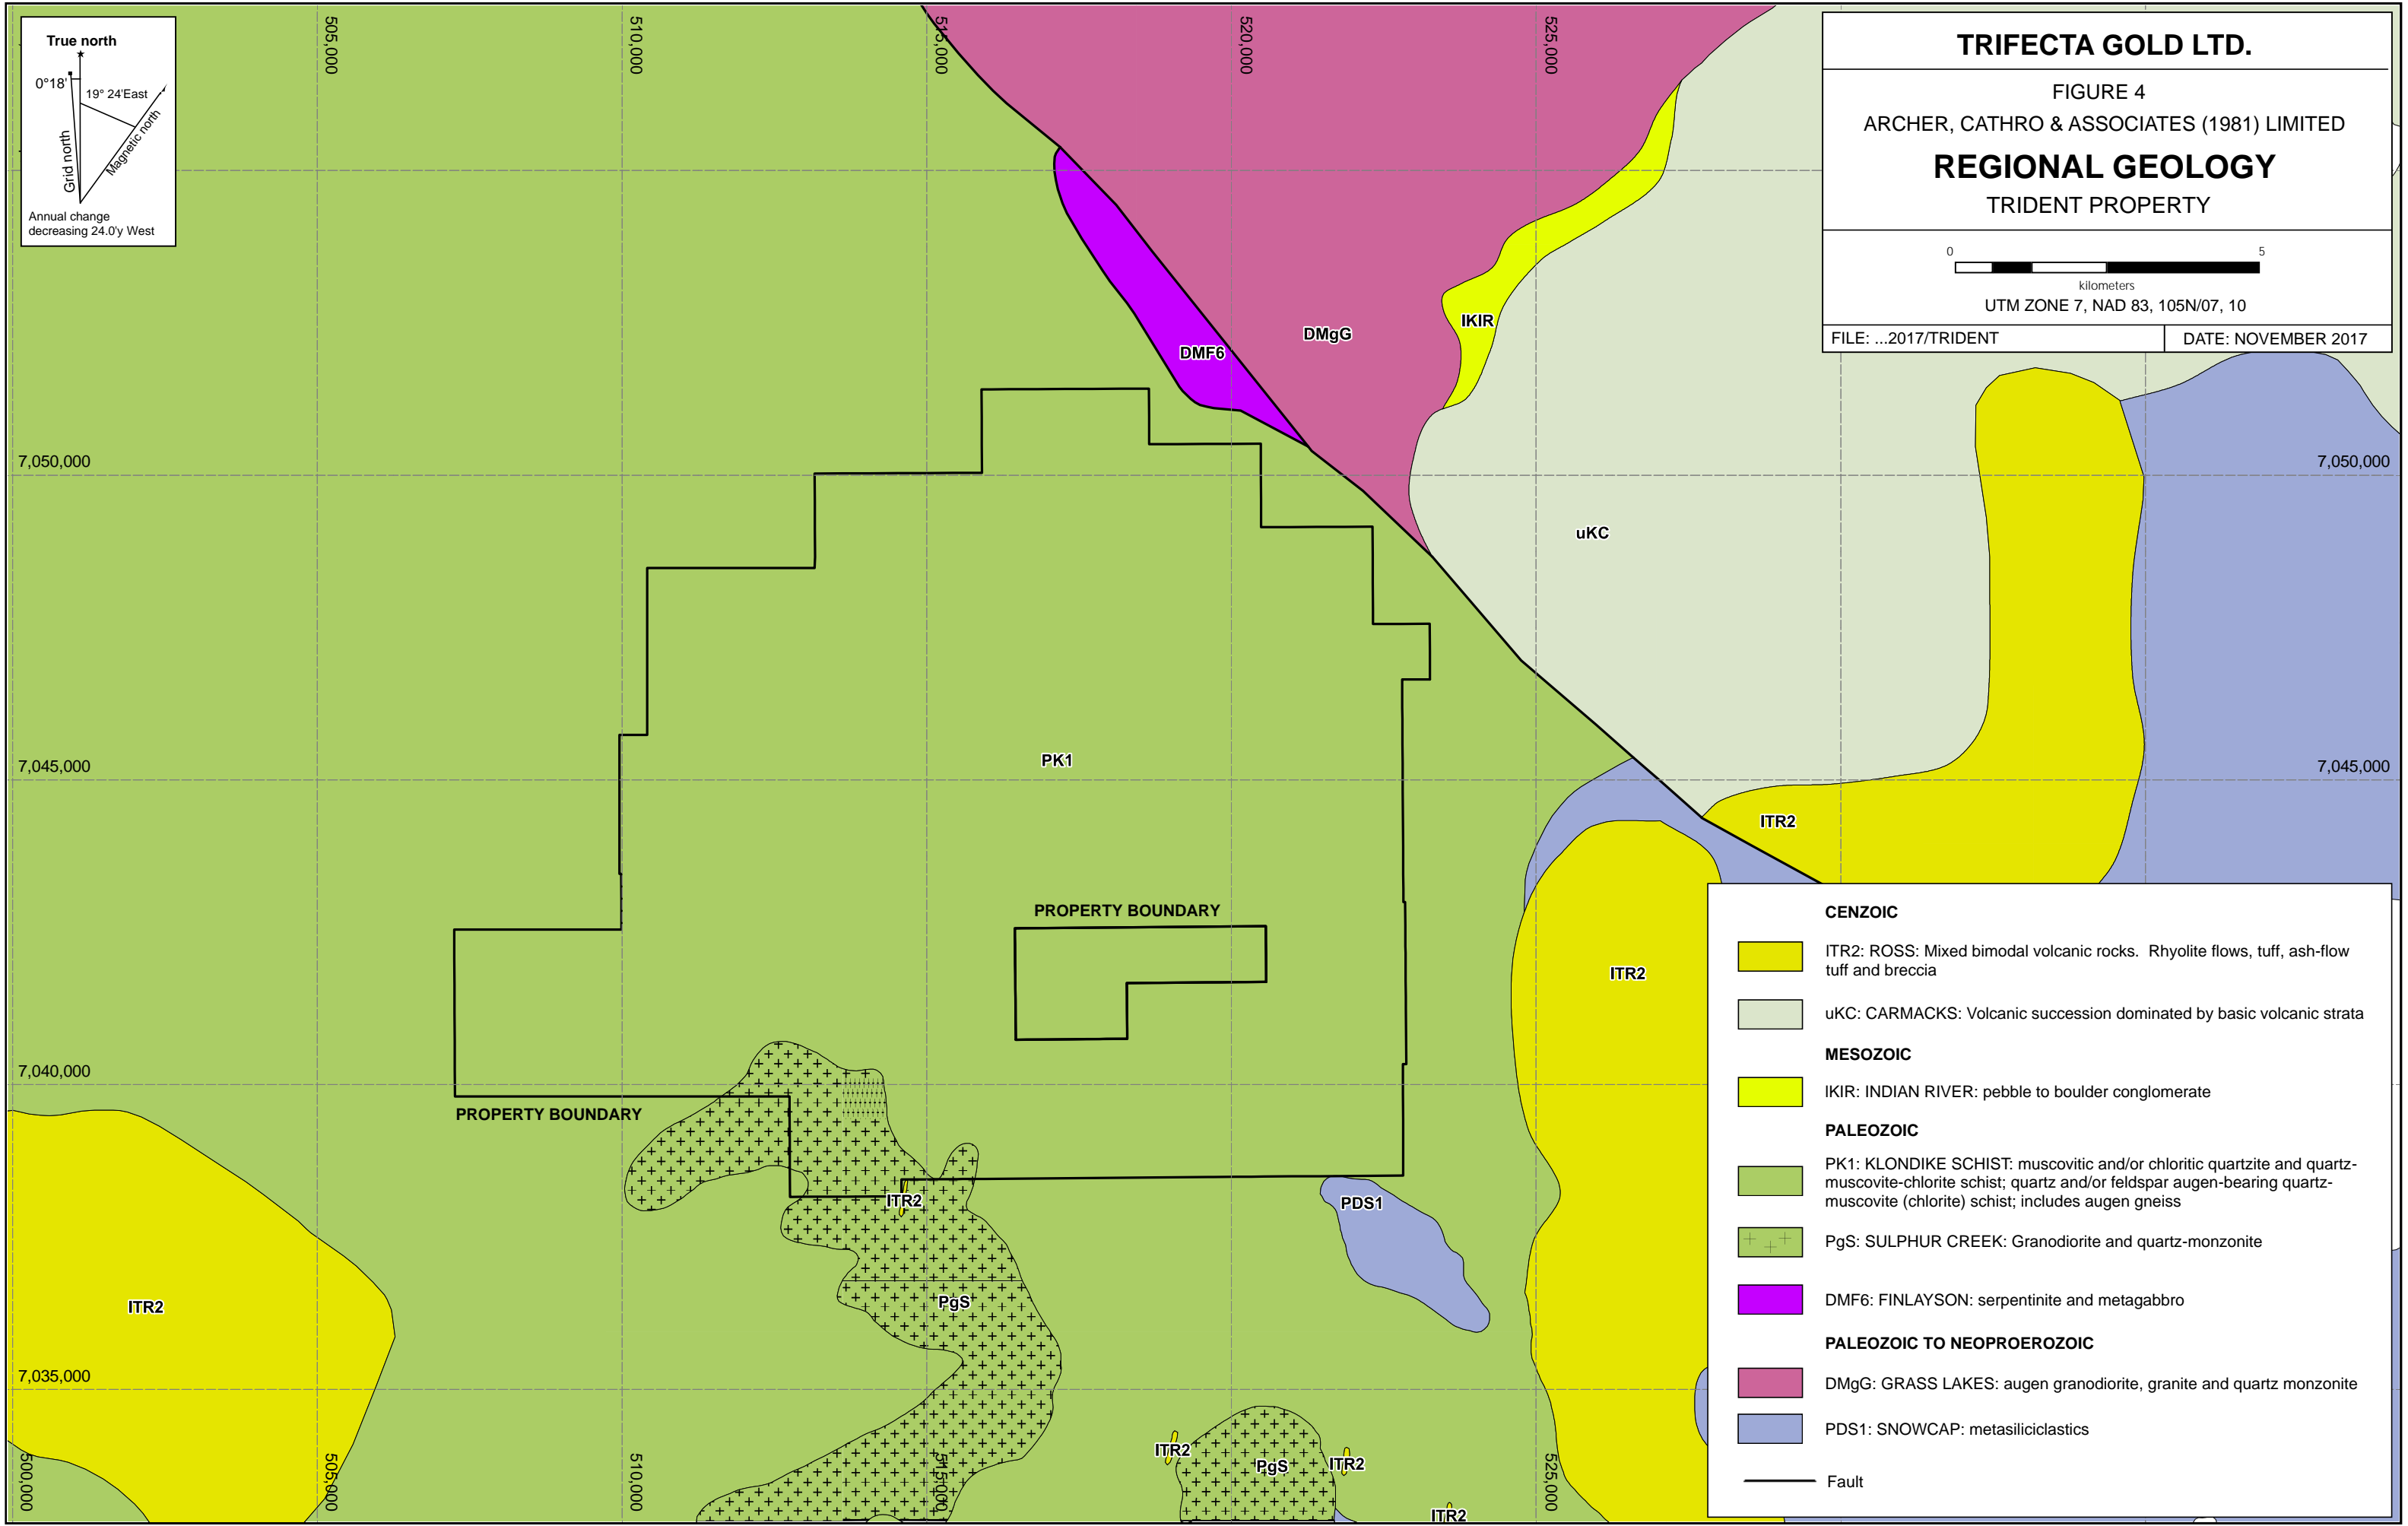 True north
0°18'
19° 24'East
Grid north
Magnetic north
Annual change
decreasing 24.0'y West
505,000
510,000
515,000
520,000
525,000
TRIFECTA GOLD LTD.
FIGURE 4
ARCHER, CATHRO & ASSOCIATES (1981) LIMITED
REGIONAL GEOLOGY
TRIDENT PROPERTY
0
5
kilometers
UTM ZONE 7, NAD 83, 105N/07, 10
FILE: ...2017/TRIDENT
DATE: NOVEMBER 2017
IKIR
DMgG
DMF6
7,050,000
7,050,000
uKC
PK1
7,045,000
7,045,000
ITR2
PROPERTY BOUNDARY
ITR2
7,040,000
PROPERTY BOUNDARY
ITR2
PDS1
ITR2
PgS
7,035,000
ITR2
PgS
ITR2
ITR2
500,000
505,000
510,000
515,000
525,000
CENZOIC
ITR2: ROSS: Mixed bimodal volcanic rocks. Rhyolite flows, tuff, ash-flow
tuff and breccia
uKC: CARMACKS: Volcanic succession dominated by basic volcanic strata
MESOZOIC
IKIR: INDIAN RIVER: pebble to boulder conglomerate
PALEOZOIC
PK1: KLONDIKE SCHIST: muscovitic and/or chloritic quartzite and quartz-
muscovite-chlorite schist; quartz and/or feldspar augen-bearing quartz-
muscovite (chlorite) schist; includes augen gneiss
PgS: SULPHUR CREEK: Granodiorite and quartz-monzonite
DMF6: FINLAYSON: serpentinite and metagabbro
PALEOZOIC TO NEOPROEROZOIC
DMgG: GRASS LAKES: augen granodiorite, granite and quartz monzonite
PDS1: SNOWCAP: metasiliciclastics
Fault